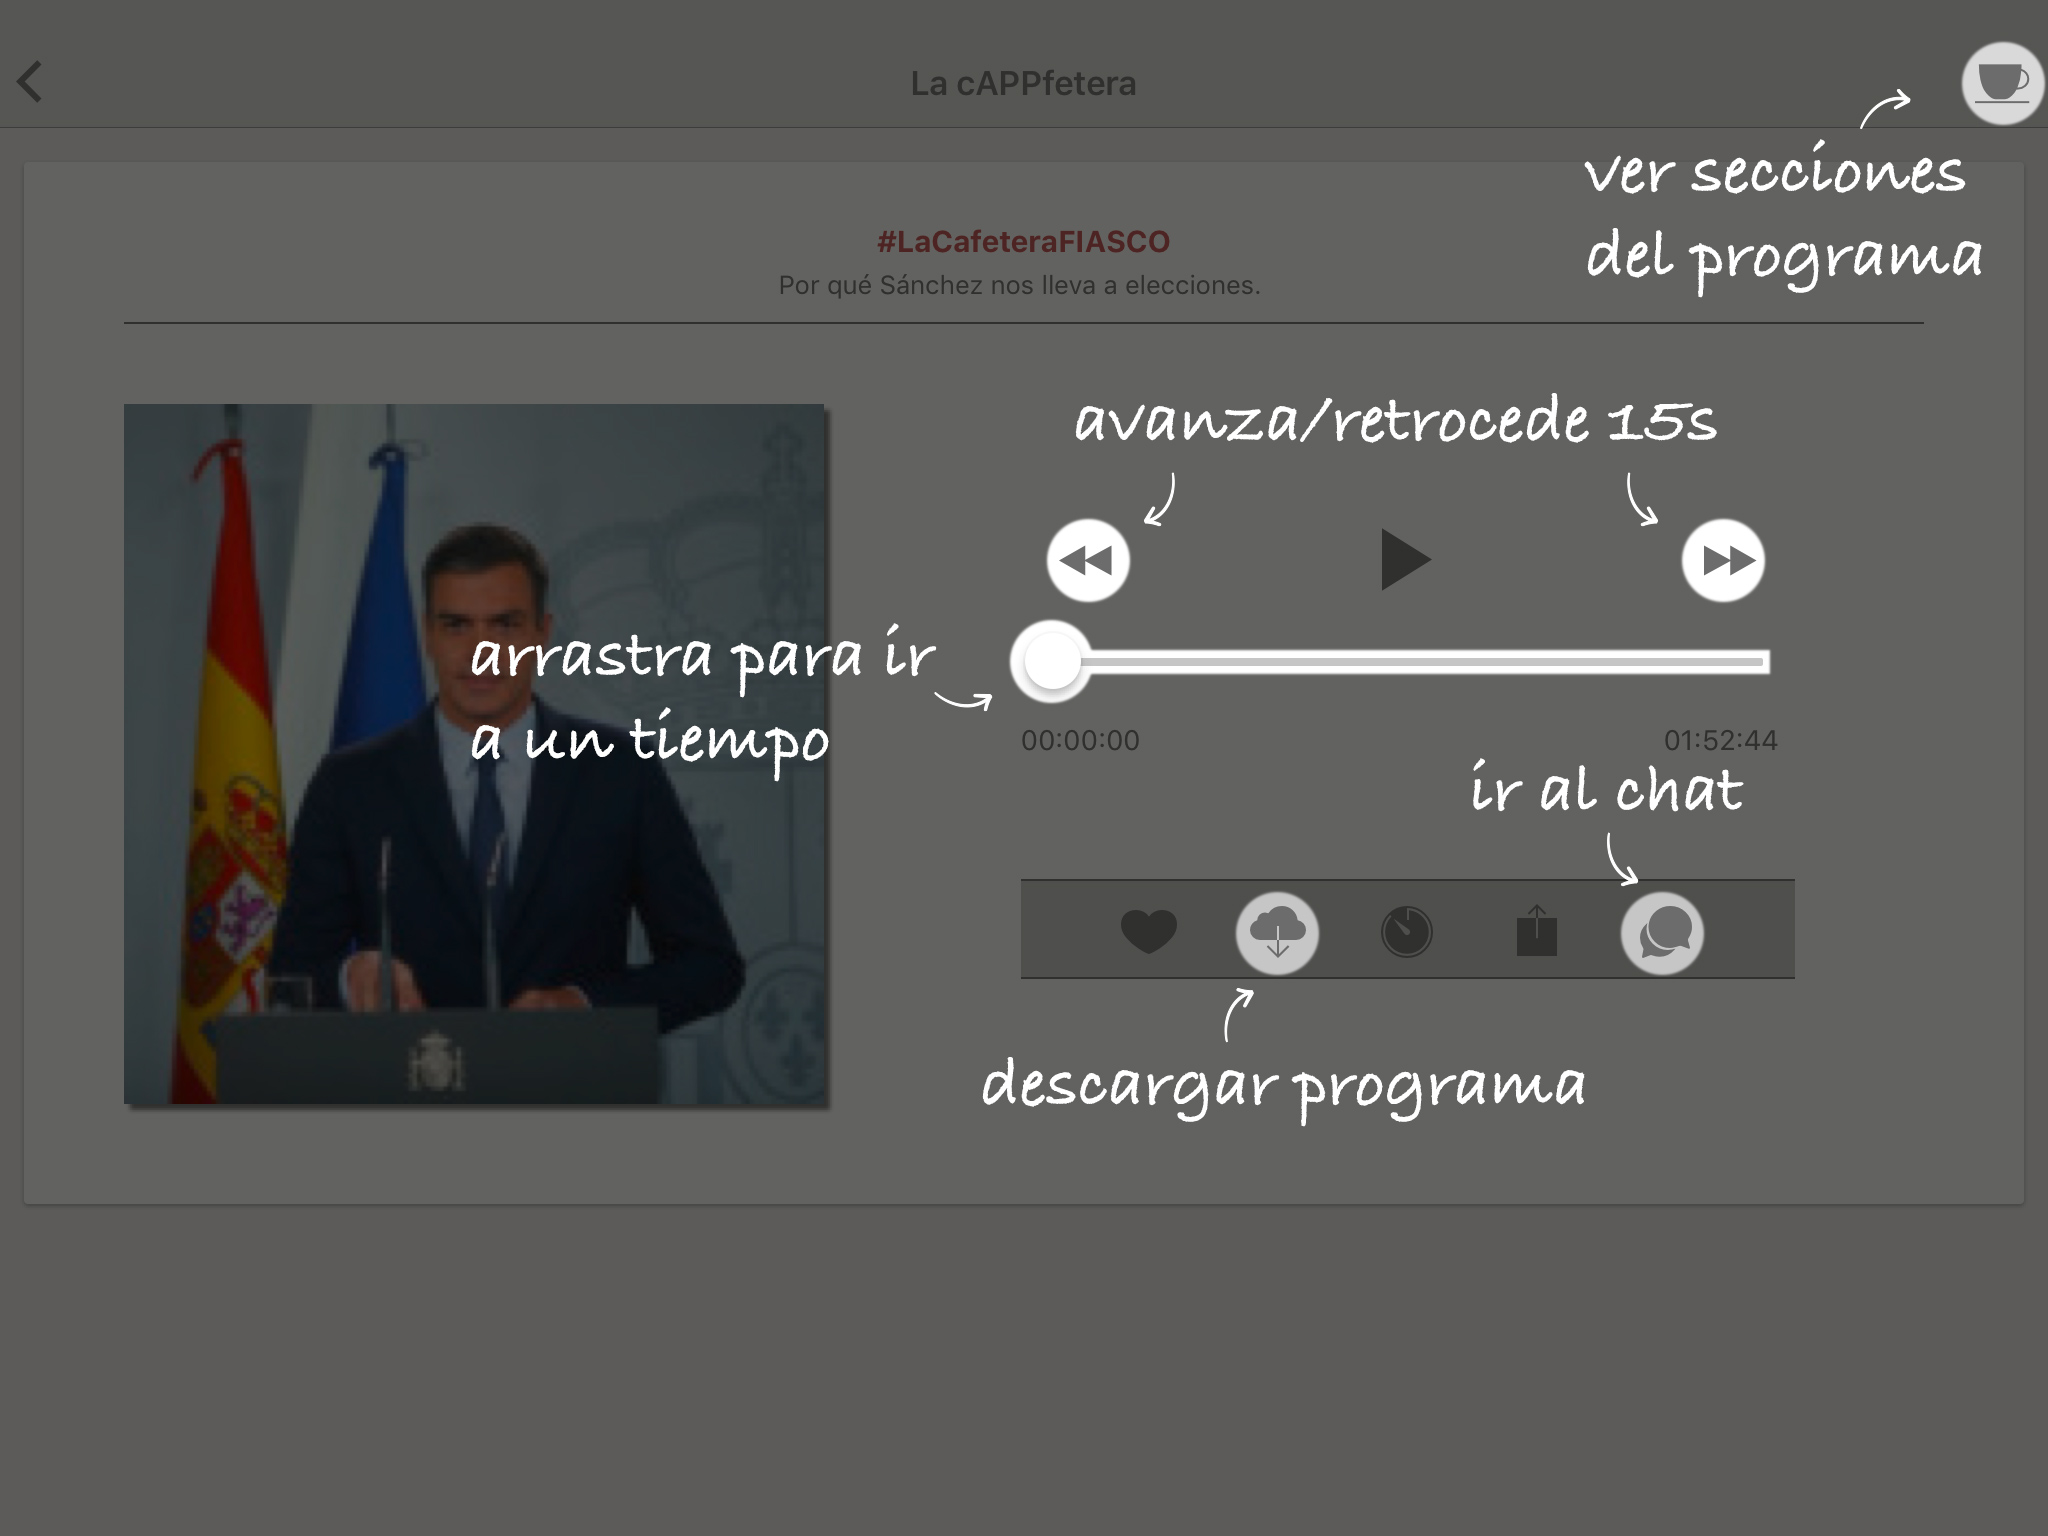 La cAPPfetera
ver secciones
del programa
#LaCafeteraFIASCO
Por qué Sánchez nos lleva a elecciones.
avanza/retrocede 15s
arrastra para ir
a un tiempo
00:00:00
01:52:44
ir al chat
descargar programa